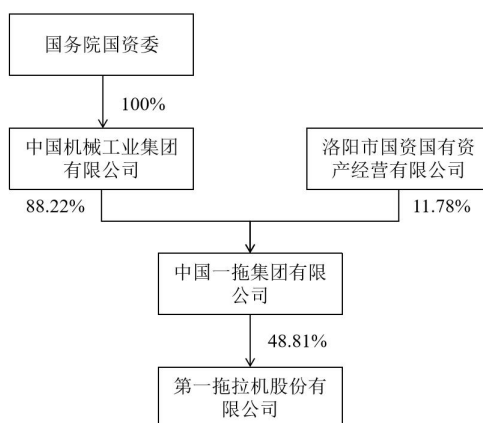 国务院国资委
100%
中国机械工业集团
有限公司
洛阳市国资国有资
产经营有限公司
88.22%
11.78%
中国一拖集团有限
公司
48.81%
第一拖拉机股份有
限公司